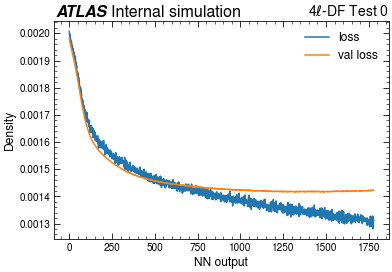 ATLAS Internal simulation
4ℓ-DF Test 0
loss
val loss
0.0020
0.0019
0.0018
0.0017
0.0016
0.0015
0.0014
0.0013
Density
0 250 500 750 1000 1250 1500 1750
NN output